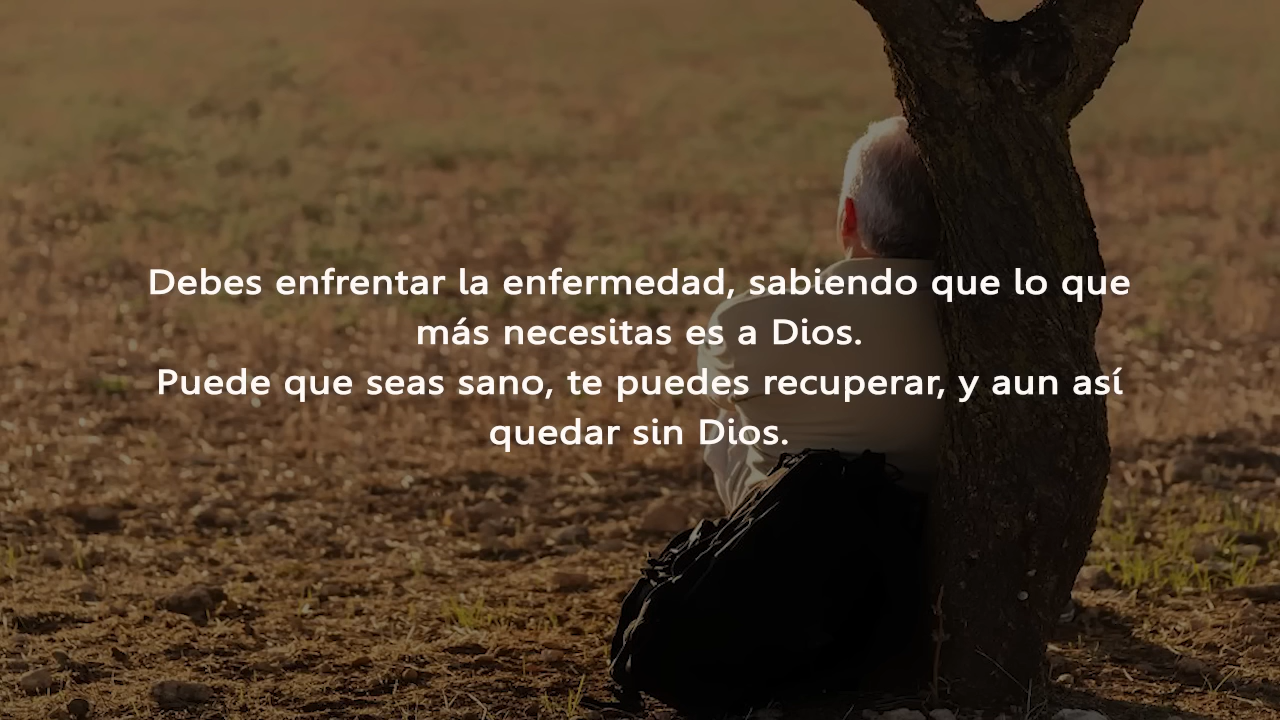 Debes enfrentar la enfermedad, sabiendo que lo que
más necesitas es a Dios.
Puede que seas sano, te puedes recuperar, y aun así
quedar sin Dios.